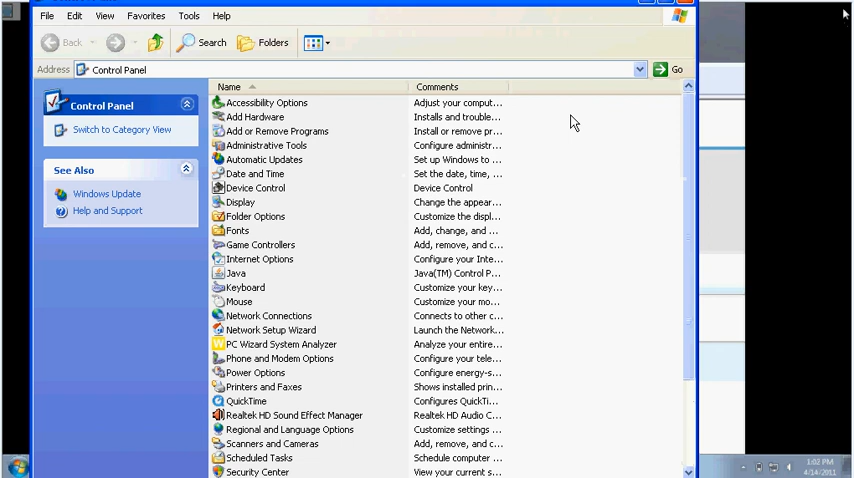 File Edit View Favorites Tools Help
Back Search Folders
Address Control Panel Go
Control Panel
Switch to Category View
See Also
Windows Update
Help and Support
Name Comments
Accessibility Options Adjust your comput...
Add Hardware Installs and trouble...
Add or Remove Programs Install or remove pr...
Administrative Tools Configure administr...
Automatic Updates Set up Windows to ...
Date and Time Set the date, time, ...
Device Control Device Control
Display Change the appear...
Folder Options Customize the displ...
Fonts Add, change, and ...
Game Controllers Add, remove, and c...
Internet Options Configure your Inte...
Java Java(TM) Control P...
Keyboard Customize your key...
Mouse Customize your mo...
Network Connections Connects to other c...
Network Setup Wizard Launch the Network...
PC Wizard System Analyzer Analyze your entire...
Phone and Modem Options Configure your tele...
Power Options Configure energy-s...
Printers and Faxes Shows installed prin...
QuickTime Configures QuickTi...
Realtek HD Sound Effect Manager Realtek HD Audio C...
Regional and Language Options Customize settings ...
Scanners and Cameras Add, remove, and c...
Scheduled Tasks Schedule computer ...
Security Center View your current s...
1:02 PM
4/14/2011